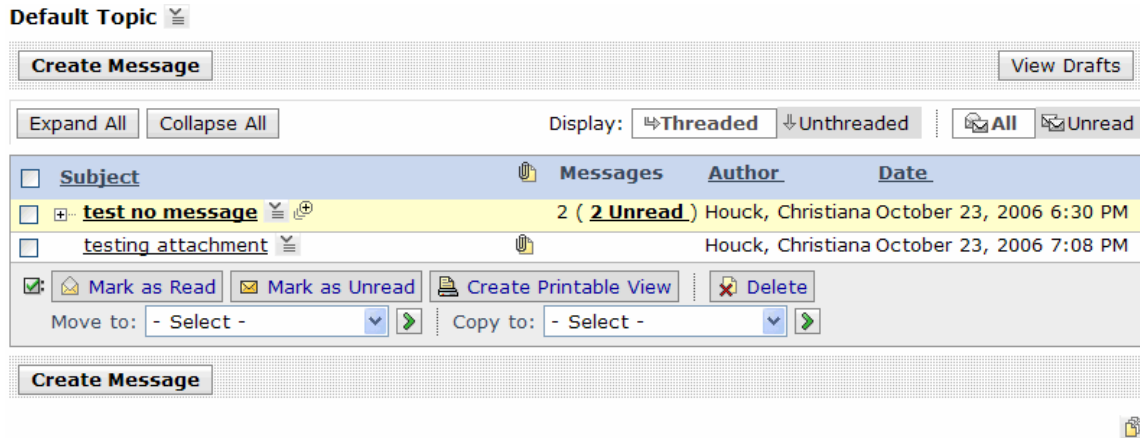 Default Topic
Create Message View Drafts
Expand All Collapse All Display: Threaded Unthreaded All Unread
Subject Messages Author Date
test no message 2 ( 2 Unread ) Houck, Christiana October 23, 2006 6:30 PM
testing attachment Houck, Christiana October 23, 2006 7:08 PM
: Mark as Read Mark as Unread Create Printable View Delete
Move to: - Select - Copy to: - Select -
Create Message